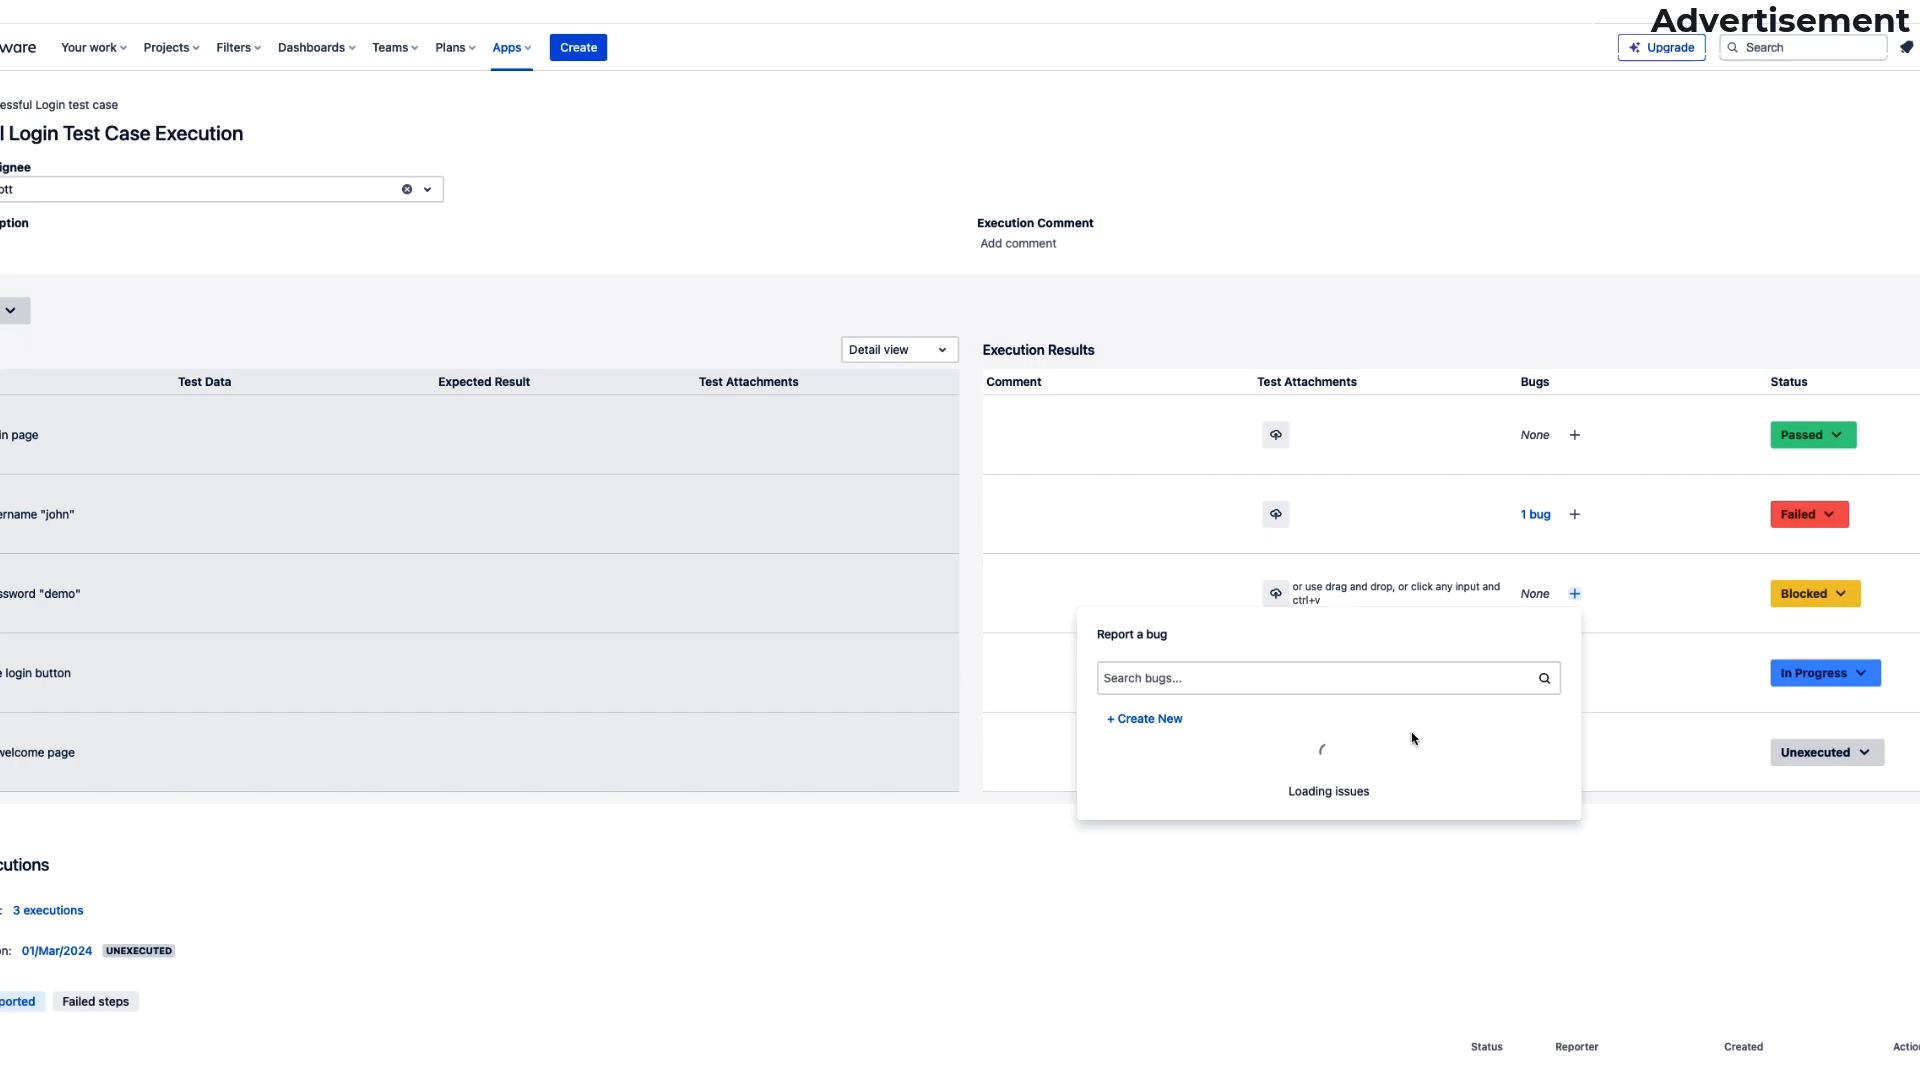 Advertisement
ware Your work Projects Filters Dashboards Teams Plans Apps Create Upgrade Search
essful Login test case
l Login Test Case Execution
ignee
ott
ption Execution Comment
Add comment
Detail view Execution Results
Test Data Expected Result Test Attachments Comment Test Attachments Bugs Status
in page None + Passed
ername "john" 1 bug + Failed
or use drag and drop, or click any input and
ctrl+v
ssword "demo" None + Blocked
Report a bug
Search bugs...
e login button In Progress
+ Create New
welcome page Unexecuted
Loading issues
cutions
: 3 executions
on: 01/Mar/2024 UNEXECUTED
ported Failed steps
Status Reporter Created Actio